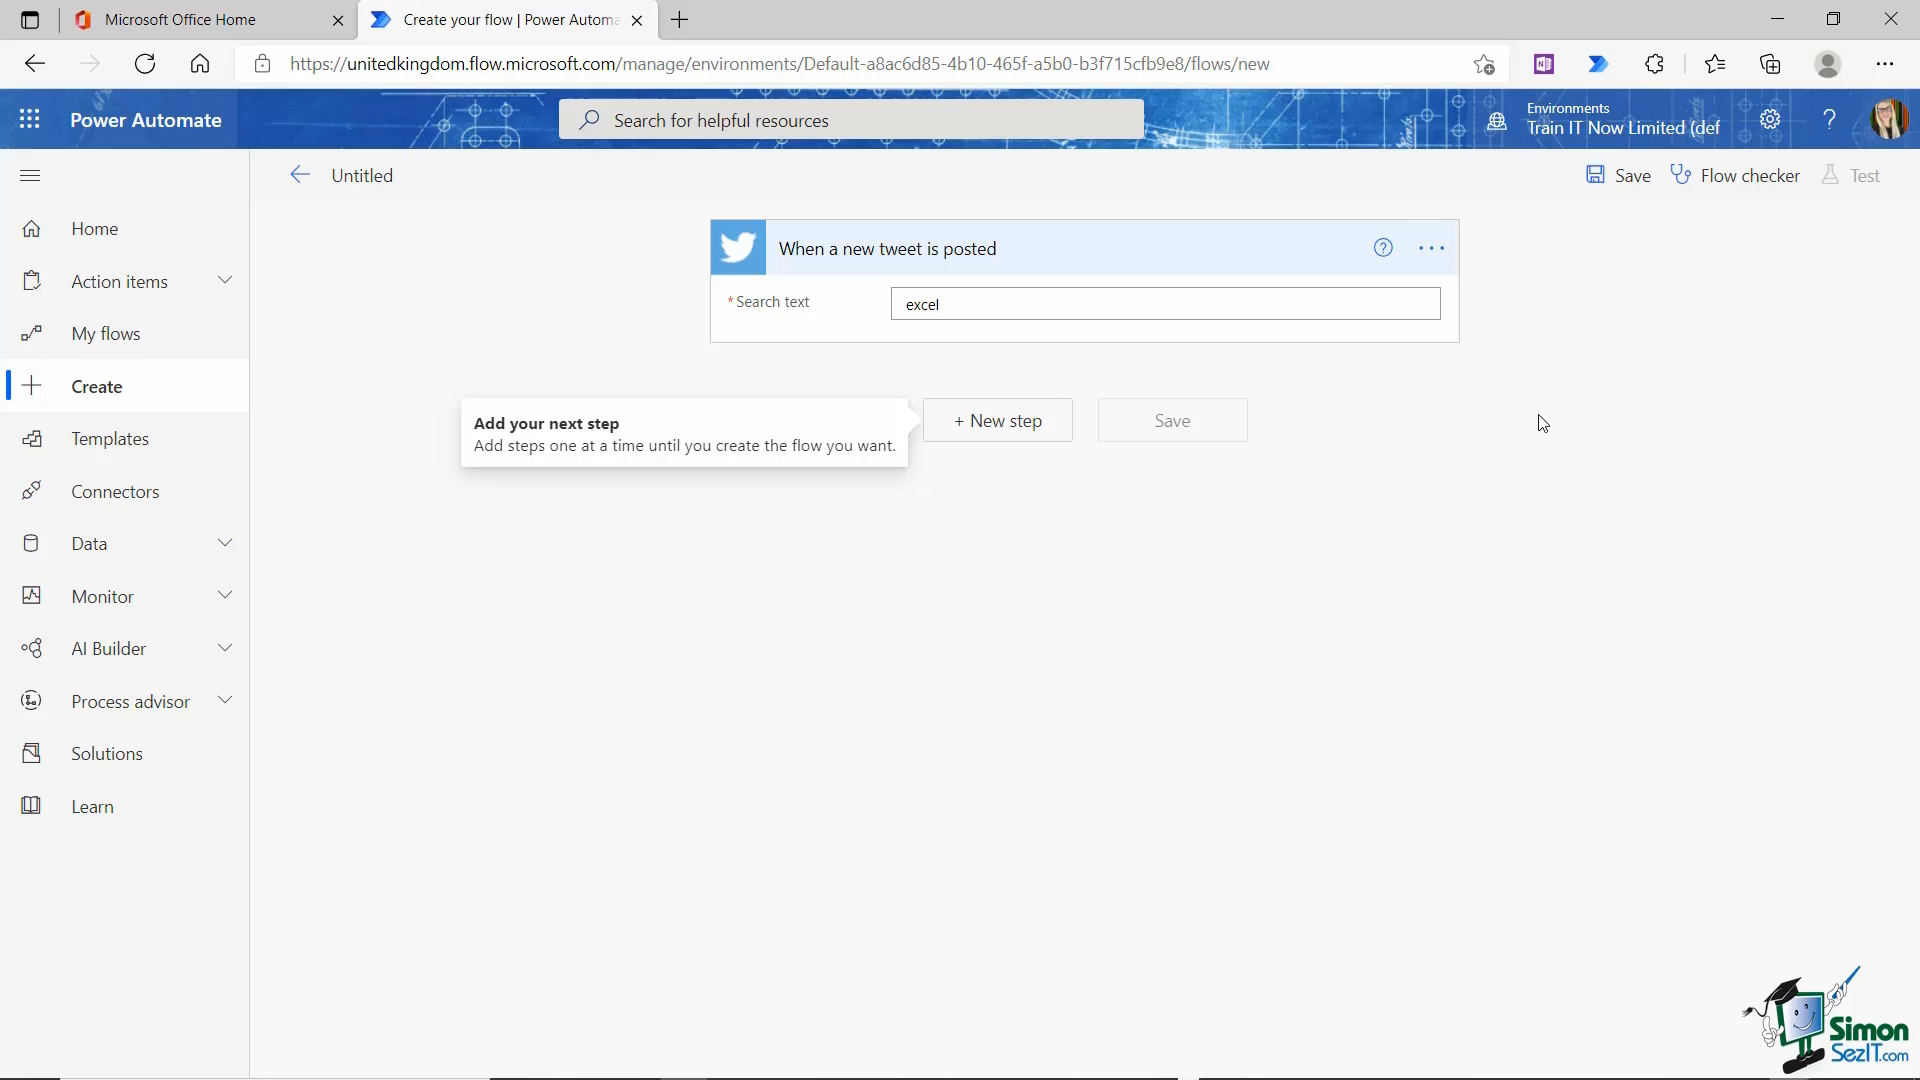 Microsoft Office Home
Create your flow | Power Automa
https://unitedkingdom.flow.microsoft.com/manage/environments/Default-a8ac6d85-4b10-465f-a5b0-b3f715cfb9e8/flows/new
Power Automate
Search for helpful resources
Environments
Train IT Now Limited (def
Untitled
Save
Flow checker
Test
Home
Action items
My flows
Create
Templates
Connectors
Data
Monitor
AI Builder
Process advisor
Solutions
Learn
When a new tweet is posted
* Search text
excel
Add your next step
Add steps one at a time until you create the flow you want.
+ New step
Save
Simon
SezIT.com